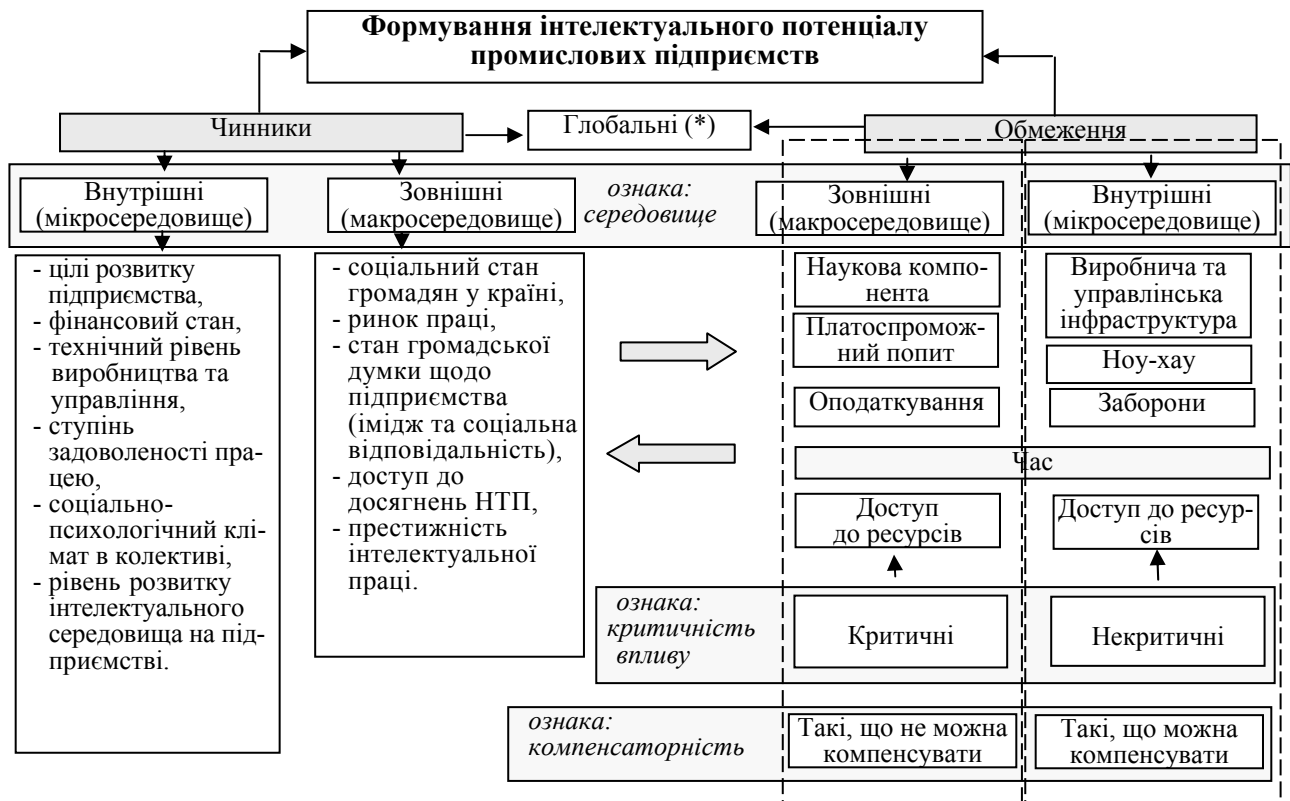 Формування інтелектуального потенціалу
промислових підприємств
Чинники
Глобальні (*)
Обмеження
Внутрішні
(мікросередовище)
Зовнішні
(макросередовище)
ознака:
середовище
Зовнішні
(макросередовище)
Внутрішні
(мікросередовище)
- цілі розвитку
підприємства,
- фінансовий стан,
- технічний рівень
виробництва та
управління,
- ступінь
задоволеності пра-
цею,
- соціально-
психологічний клі-
мат в колективі,
- рівень розвитку
інтелектуального
середовища на під-
приємстві.
- соціальний стан
громадян у країні,
- ринок праці,
- стан громадської
думки щодо
підприємства
(імідж та соціальна
відповідальність),
- доступ до
досягнень НТП,
- престижність
інтелектуальної
праці.
Наукова компо-
нента
Платоспромож-
ний попит
Оподаткування
Виробнича та
управлінська
інфраструктура
Ноу-хау
Заборони
Час
Доступ
до ресурсів
Доступ до ресур-
сів
ознака:
критичність
впливу
Критичні
Некритичні
ознака:
компенсаторність
Такі, що не можна
компенсувати
Такі, що можна
компенсувати